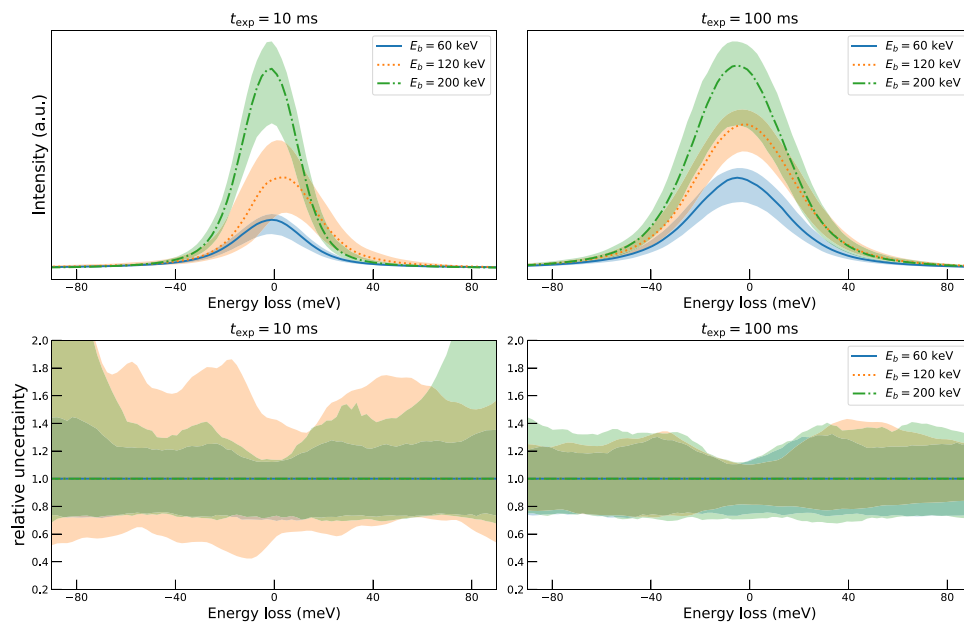 t_exp = 10 ms
t_exp = 100 ms
E_b = 60 keV
E_b = 120 keV
E_b = 200 keV
E_b = 60 keV
E_b = 120 keV
E_b = 200 keV
Intensity (a.u.)
−80 −40 0 40 80
−80 −40 0 40 80
Energy loss (meV)
Energy loss (meV)
t_exp = 10 ms
t_exp = 100 ms
2.0
1.8
1.6
1.4
1.2
1.0
0.8
0.6
0.4
0.2
2.0
1.8
1.6
1.4
1.2
1.0
0.8
0.6
0.4
0.2
E_b = 60 keV
E_b = 120 keV
E_b = 200 keV
relative uncertainty
−80 −40 0 40 80
−80 −40 0 40 80
Energy loss (meV)
Energy loss (meV)